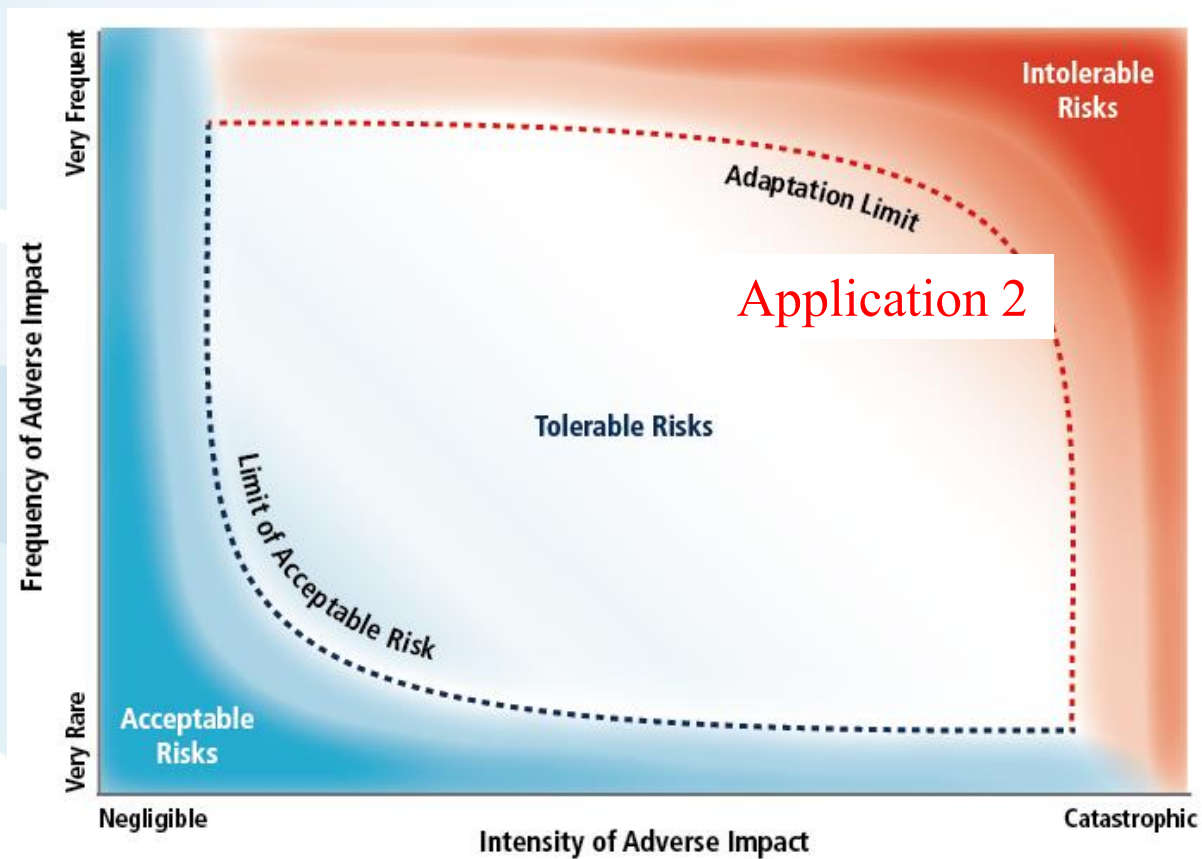 Very Frequent
Intolerable
Risks
Adaptation Limit
Application 2
Frequency of Adverse Impact
Tolerable Risks
Limit of Acceptable Risk
Very Rare
Acceptable
Risks
Negligible
Catastrophic
Intensity of Adverse Impact